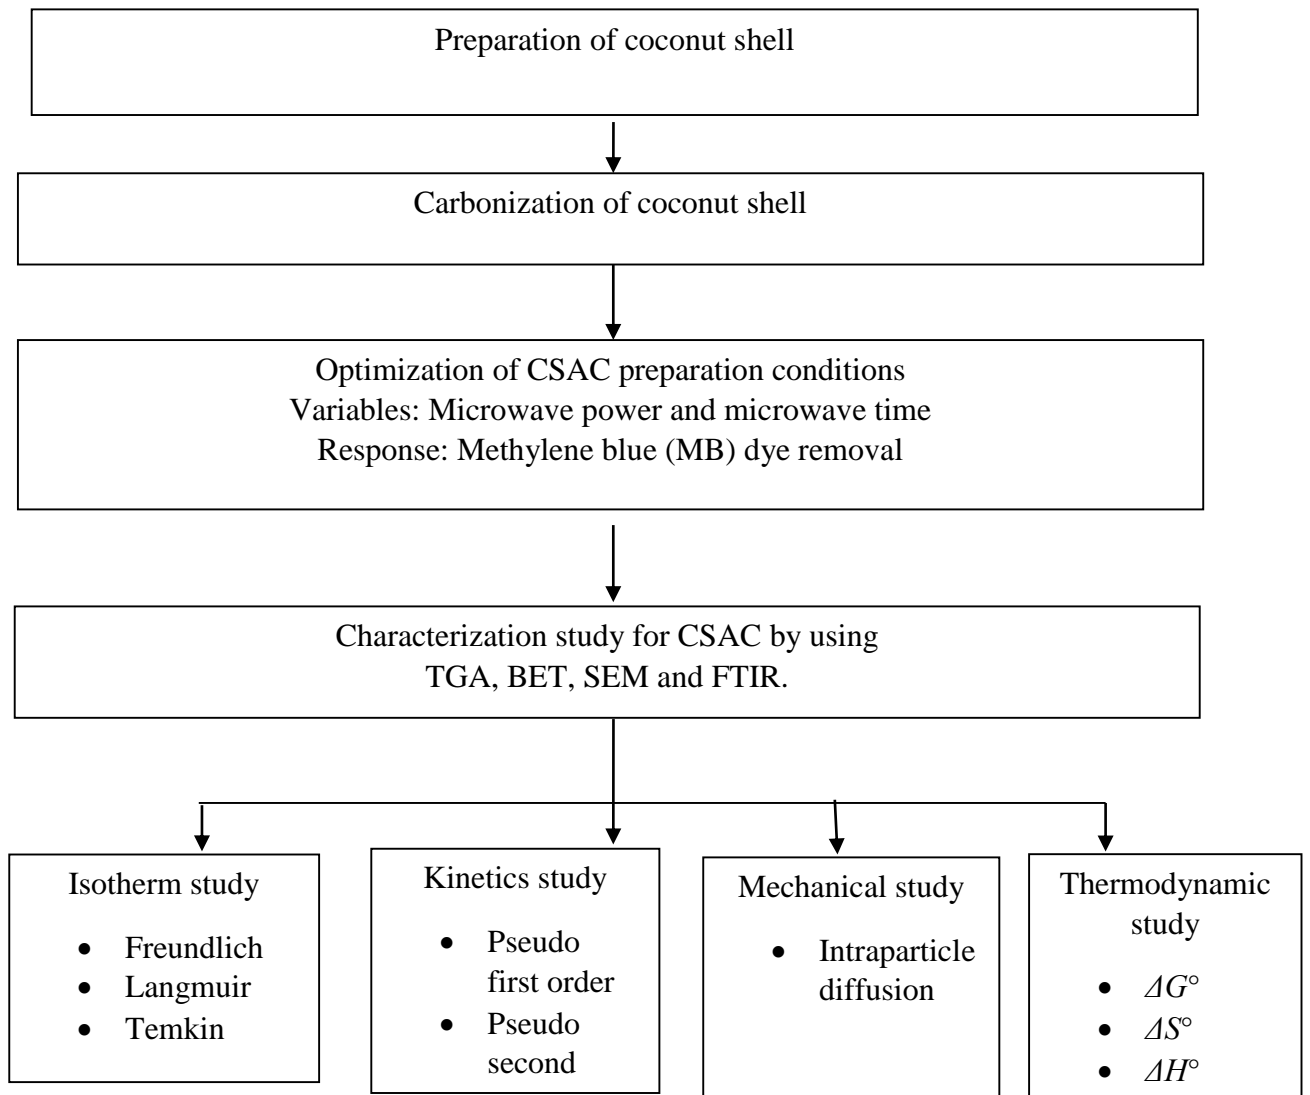 Preparation of coconut shell
Carbonization of coconut shell
Optimization of CSAC preparation conditions
Variables: Microwave power and microwave time
Response: Methylene blue (MB) dye removal
Characterization study for CSAC by using
TGA, BET, SEM and FTIR.
Isotherm study
• Freundlich
• Langmuir
• Temkin
Kinetics study
• Pseudo
first order
• Pseudo
second
Mechanical study
• Intraparticle
diffusion
Thermodynamic
study
• ΔG°
• ΔS°
• ΔH°